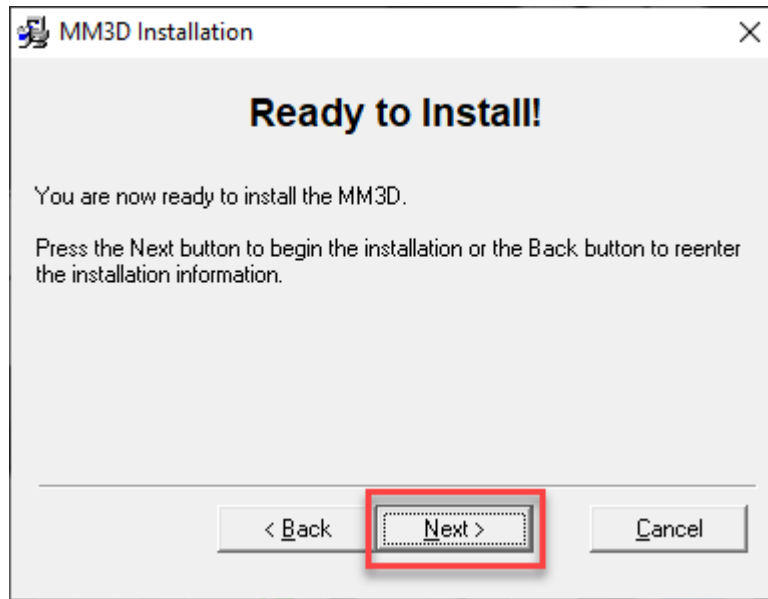 MM3D Installation
Ready to Install!
You are now ready to install the MM3D.
Press the Next button to begin the installation or the Back button to reenter
the installation information.
< Back
Next >
Cancel